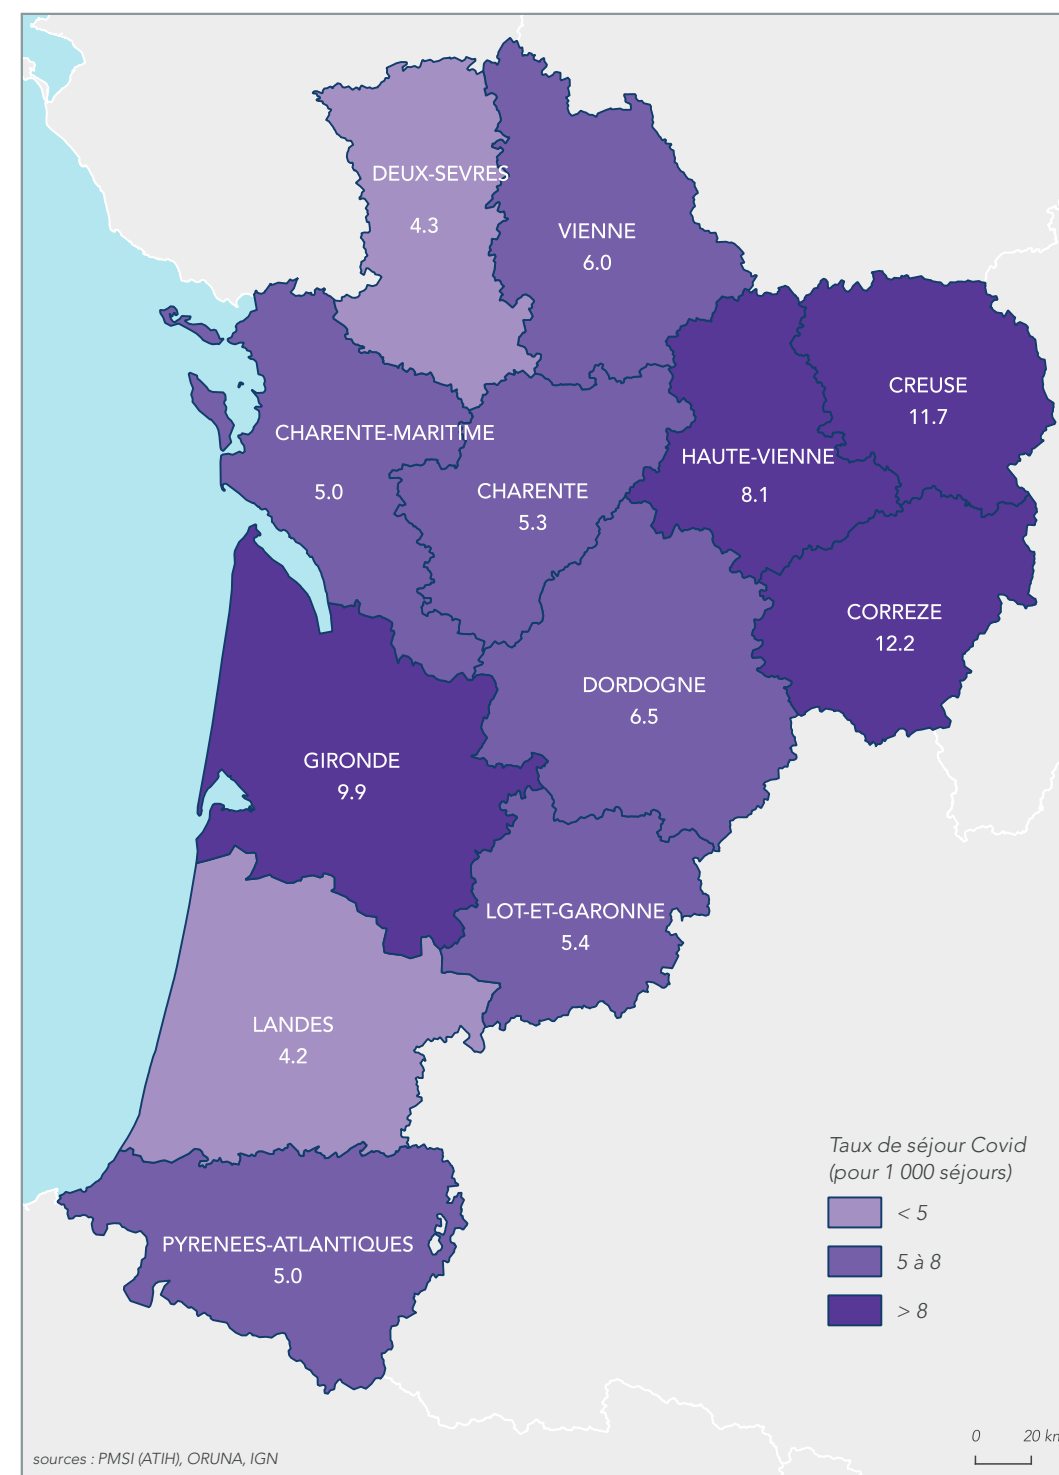 DEUX-SEVRES
4.3
VIENNE
6.0
CREUSE
11.7
CHARENTE-MARITIME
5.0
HAUTE-VIENNE
8.1
CHARENTE
5.3
CORREZE
12.2
DORDOGNE
6.5
GIRONDE
9.9
LOT-ET-GARONNE
5.4
LANDES
4.2
Taux de séjour Covid
(pour 1 000 séjours)
< 5
5 à 8
> 8
PYRENEES-ATLANTIQUES
5.0
0 20 km
sources : PMSI (ATIH), ORUNA, IGN